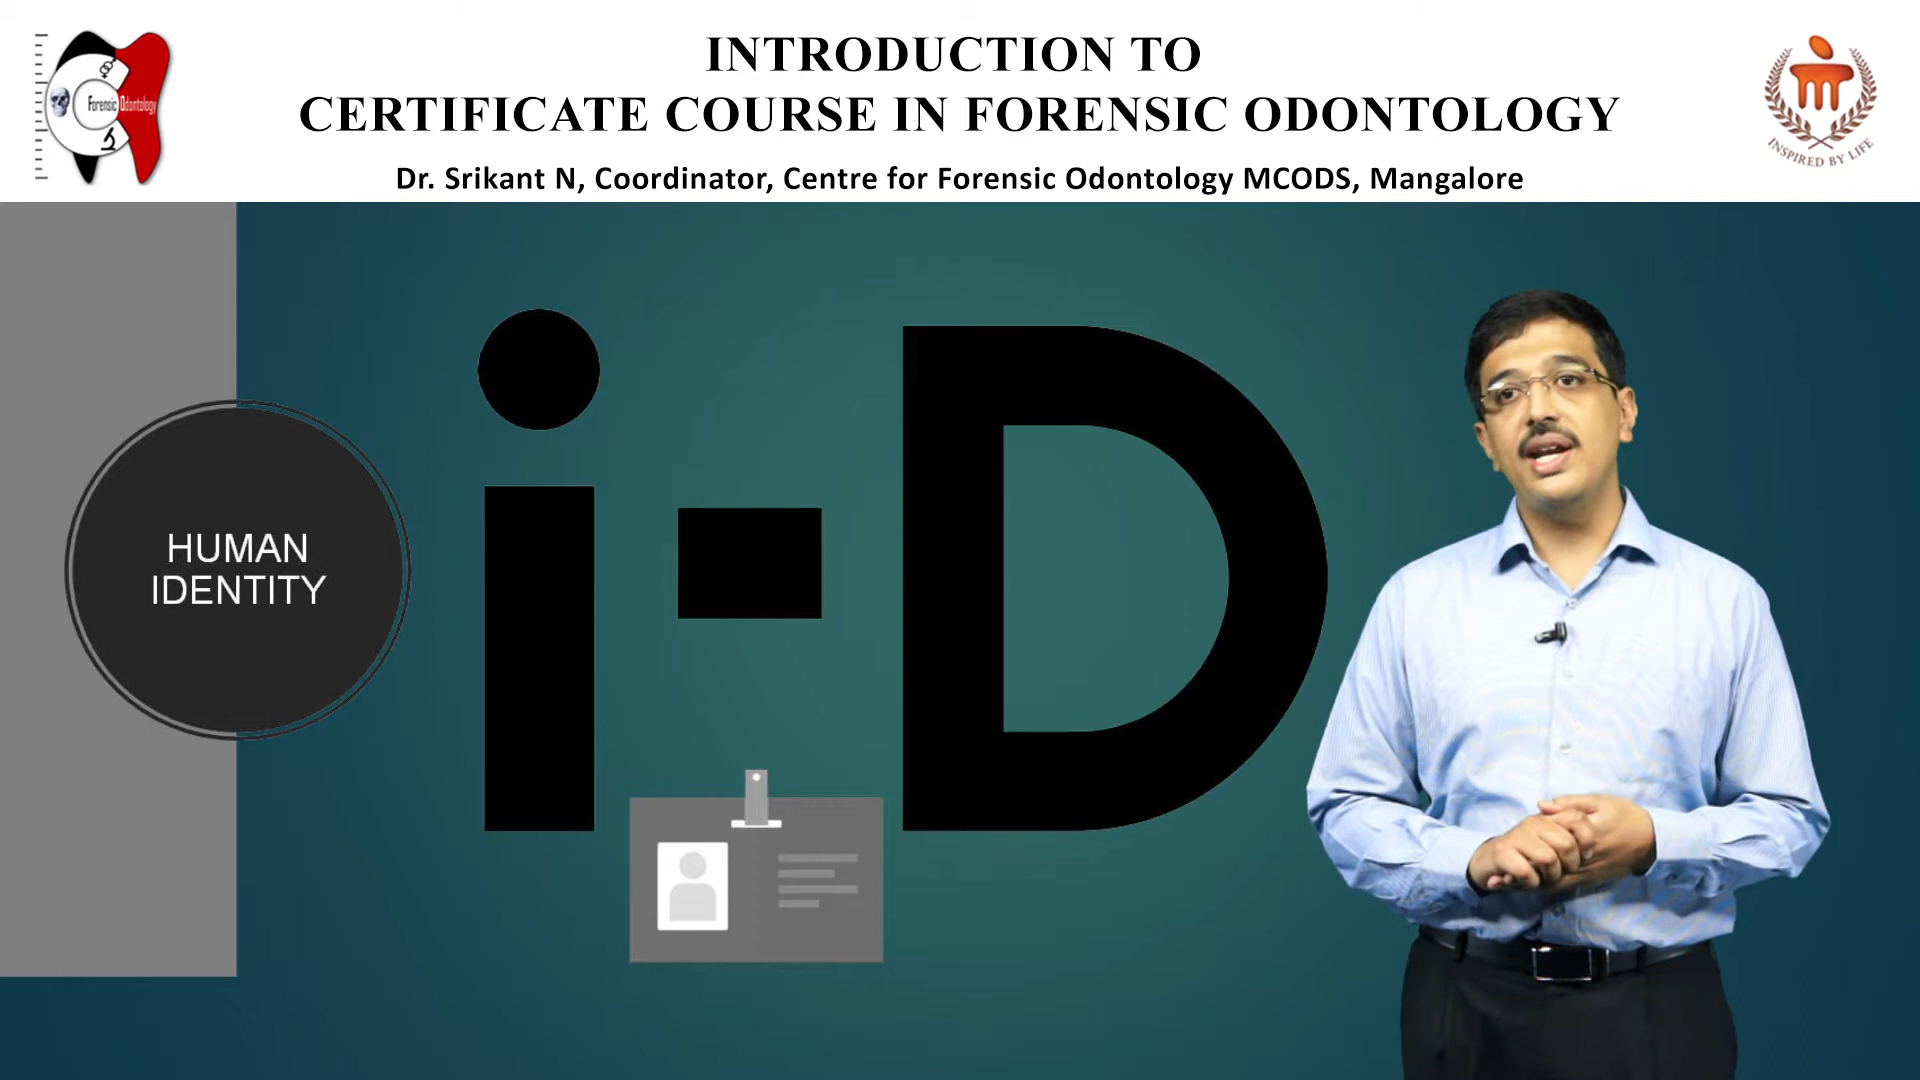 INTRODUCTION TO
CERTIFICATE COURSE IN FORENSIC ODONTOLOGY
Dr. Srikant N, Coordinator, Centre for Forensic Odontology MCODS, Mangalore
Forensic Odontology
INSPIRED BY LIFE
i-D
HUMAN
IDENTITY